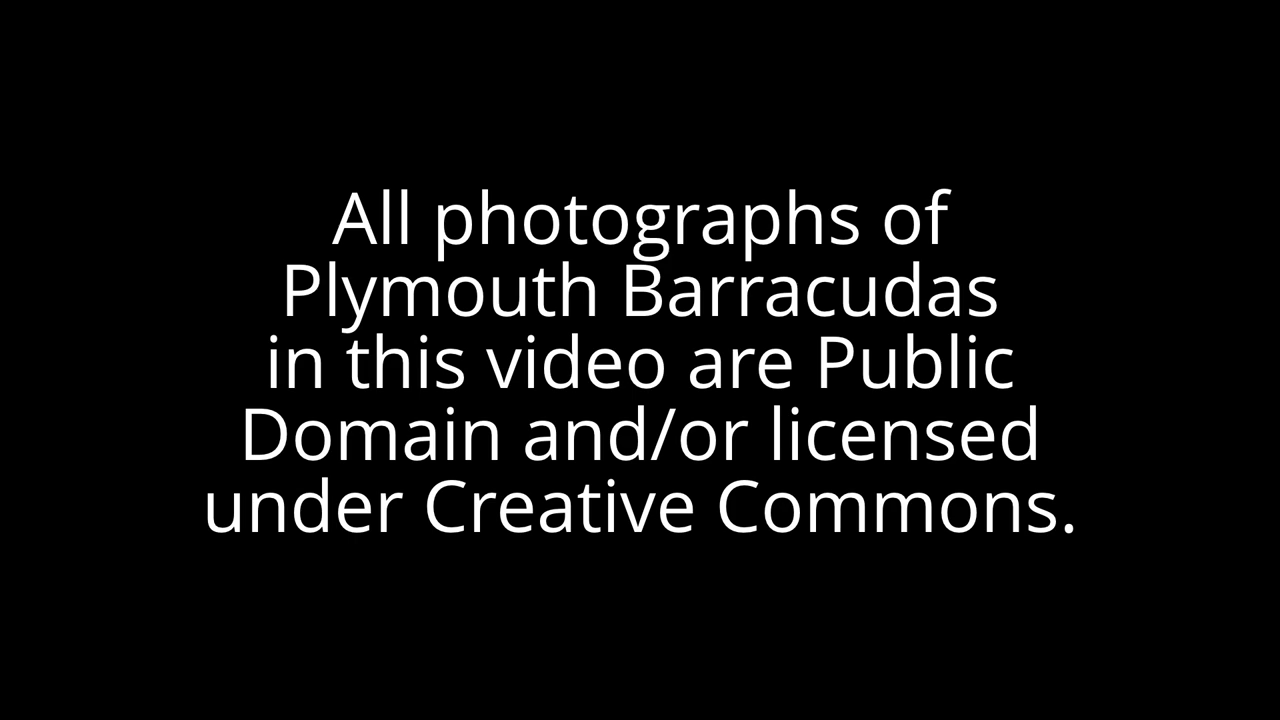 All photographs of
Plymouth Barracudas
in this video are Public
Domain and/or licensed
under Creative Commons.